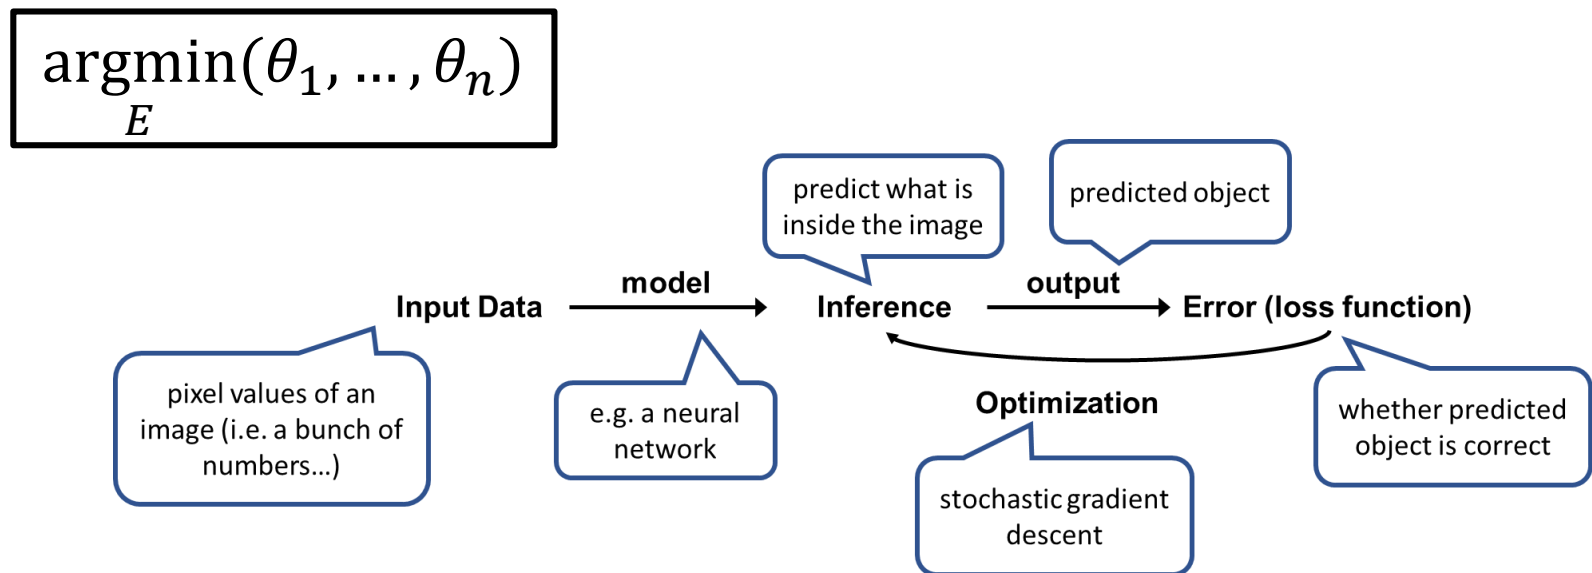 argmin(θ₁, …, θₙ)
E
predict what is
inside the image
predicted object
model
output
Input Data
Inference
Error (loss function)
pixel values of an
image (i.e. a bunch of
numbers…)
e.g. a neural
network
Optimization
whether predicted
object is correct
stochastic gradient
descent